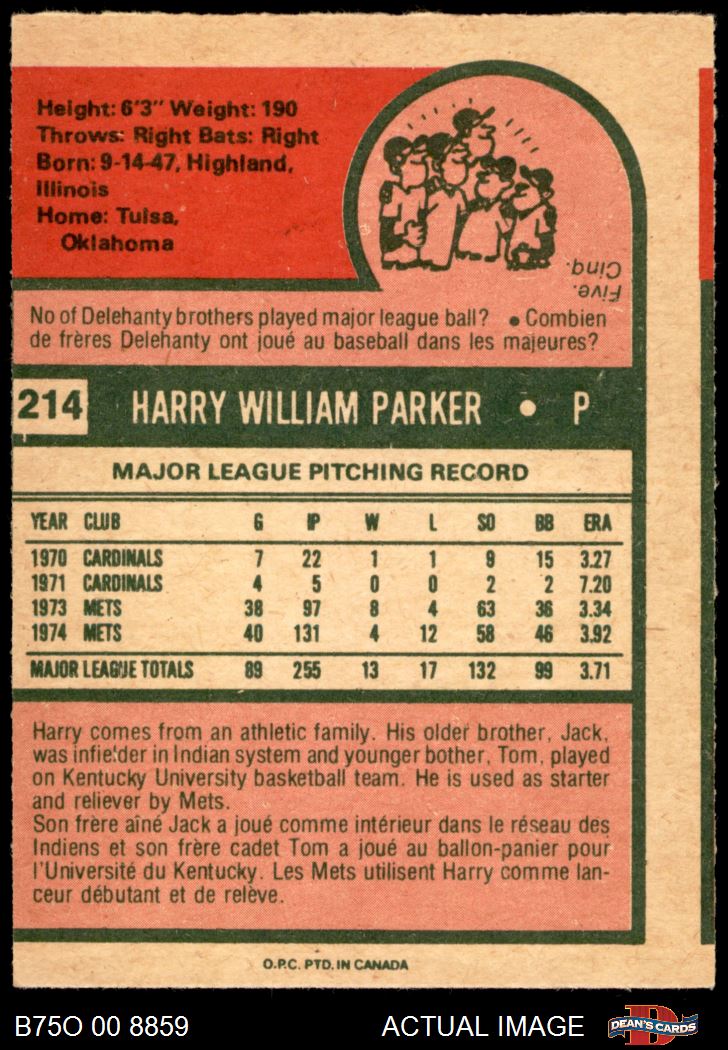 Height: 6'3" Weight: 190
Throws: Right Bats: Right
Born: 9-14-47, Highland,
Illinois
Home: Tulsa,
Oklahoma
Five.
Cinq.
No of Delehanty brothers played major league ball? • Combien
de frères Delehanty ont joué au baseball dans les majeures?
214 HARRY WILLIAM PARKER • P
MAJOR LEAGUE PITCHING RECORD
YEAR CLUB G IP W L SO BB ERA
1970 CARDINALS 7 22 1 1 9 15 3.27
1971 CARDINALS 4 5 0 0 2 2 7.20
1973 METS 38 97 8 4 63 36 3.34
1974 METS 40 131 4 12 58 46 3.92
MAJOR LEAGUE TOTALS 89 255 13 17 132 99 3.71
Harry comes from an athletic family. His older brother, Jack,
was infielder in Indian system and younger bother, Tom, played
on Kentucky University basketball team. He is used as starter
and reliever by Mets.
Son frère aîné Jack a joué comme intérieur dans le réseau des
Indiens et son frère cadet Tom a joué au ballon-panier pour
l'Université du Kentucky. Les Mets utilisent Harry comme lan-
ceur débutant et de relève.
O.P.C. PTD. IN CANADA
B75O 00 8859 ACTUAL IMAGE D DEAN'S CARDS